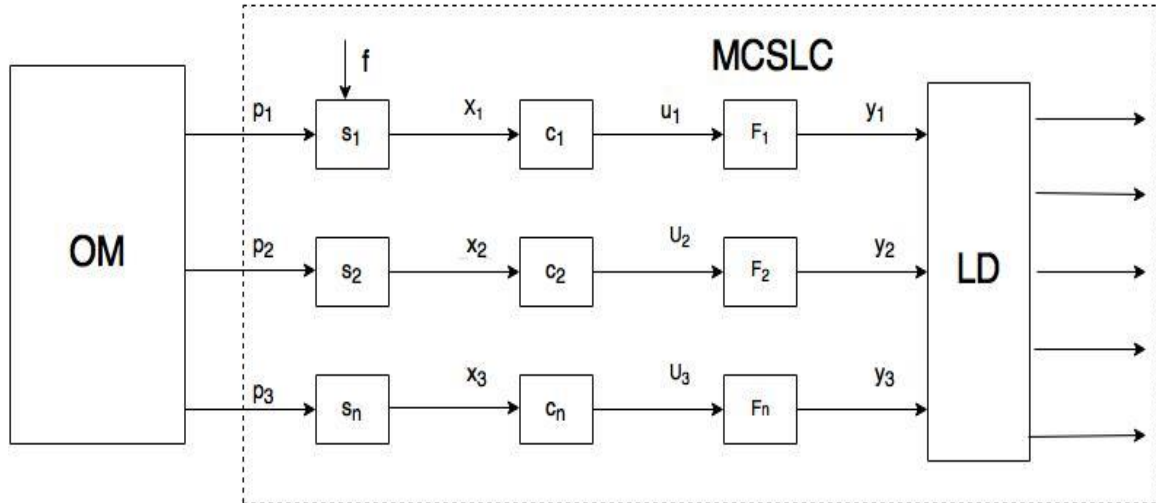 MCSLC
f
p₁
s₁
x₁
c₁
u₁
F₁
y₁
OM
p₂
s₂
x₂
c₂
U₂
F₂
y₂
LD
p₃
sₙ
x₃
cₙ
U₃
Fₙ
y₃